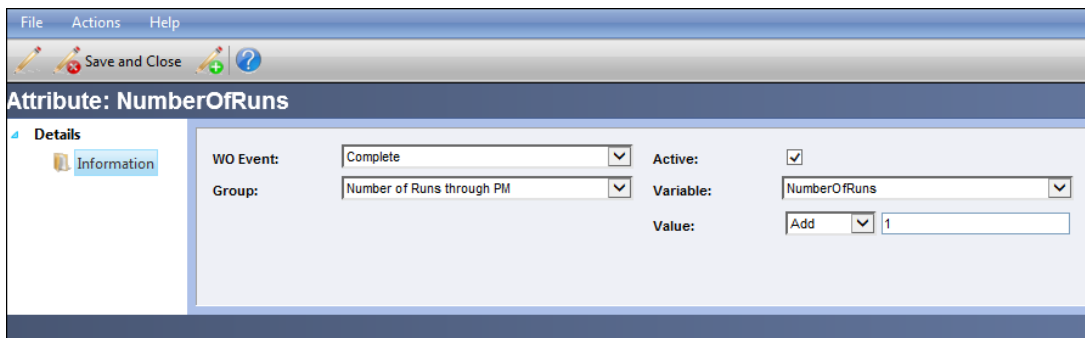 File Actions Help
Save and Close
Attribute: NumberOfRuns
Details
Information
WO Event: Complete Active:
Group: Number of Runs through PM Variable: NumberOfRuns
Value: Add 1